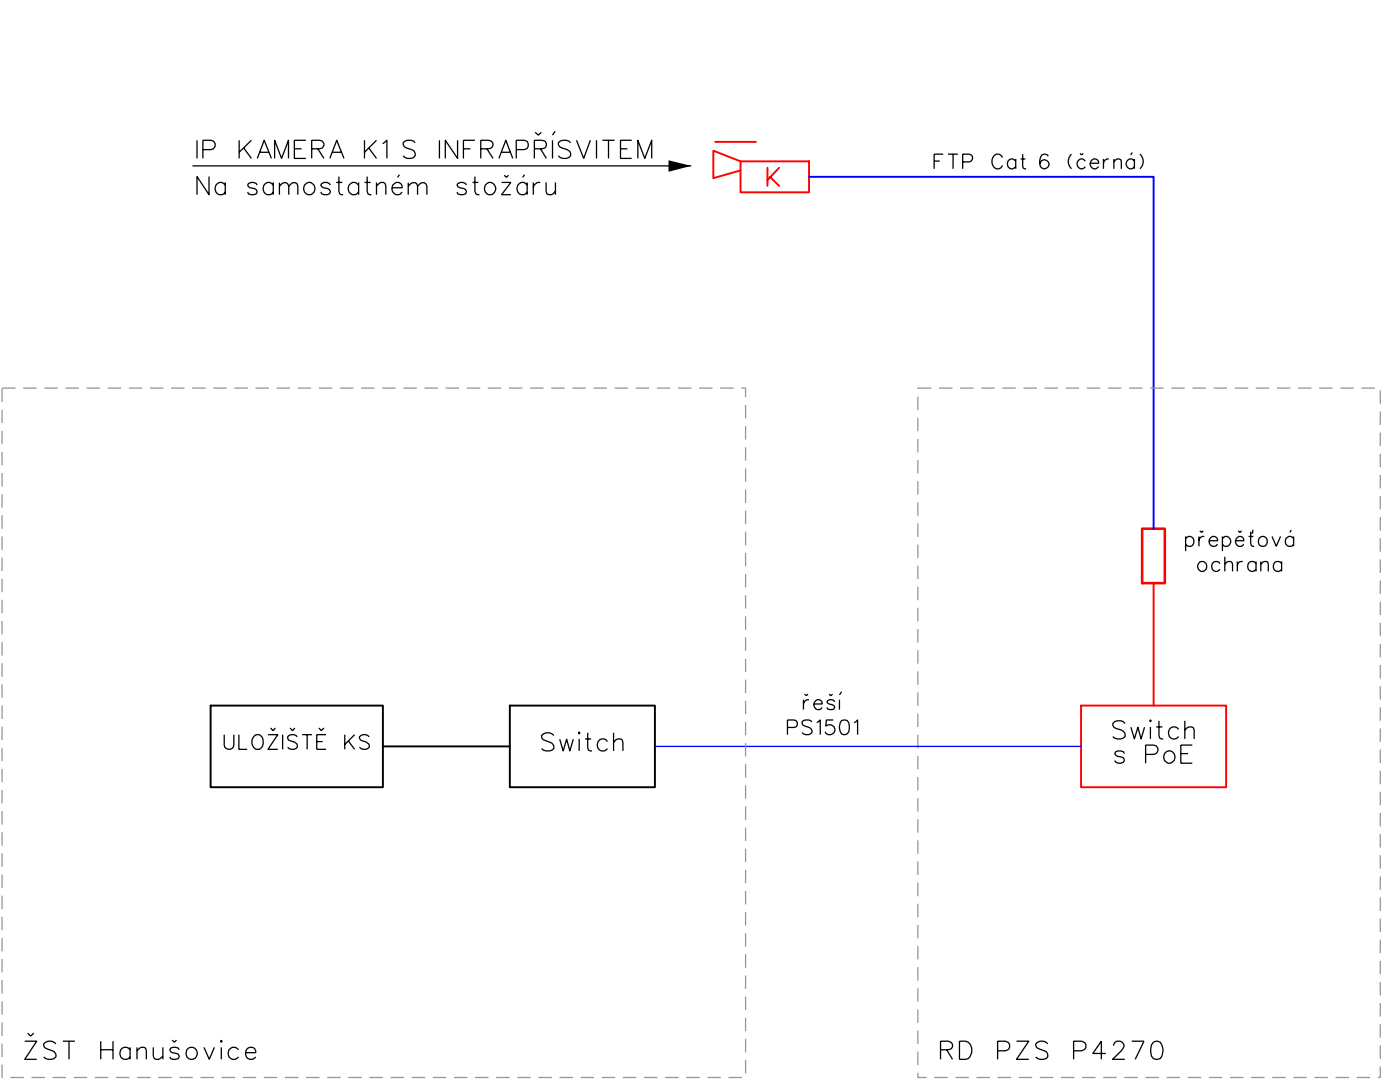 IP KAMERA K1 S INFRAPŘÍSVITEM
Na samostatném stožáru
K
FTP Cat 6 (černá)
přepěťová
ochrana
řeší
PS1501
ULOŽIŠTĚ KS
Switch
Switch
s PoE
ŽST Hanušovice
RD PZS P4270